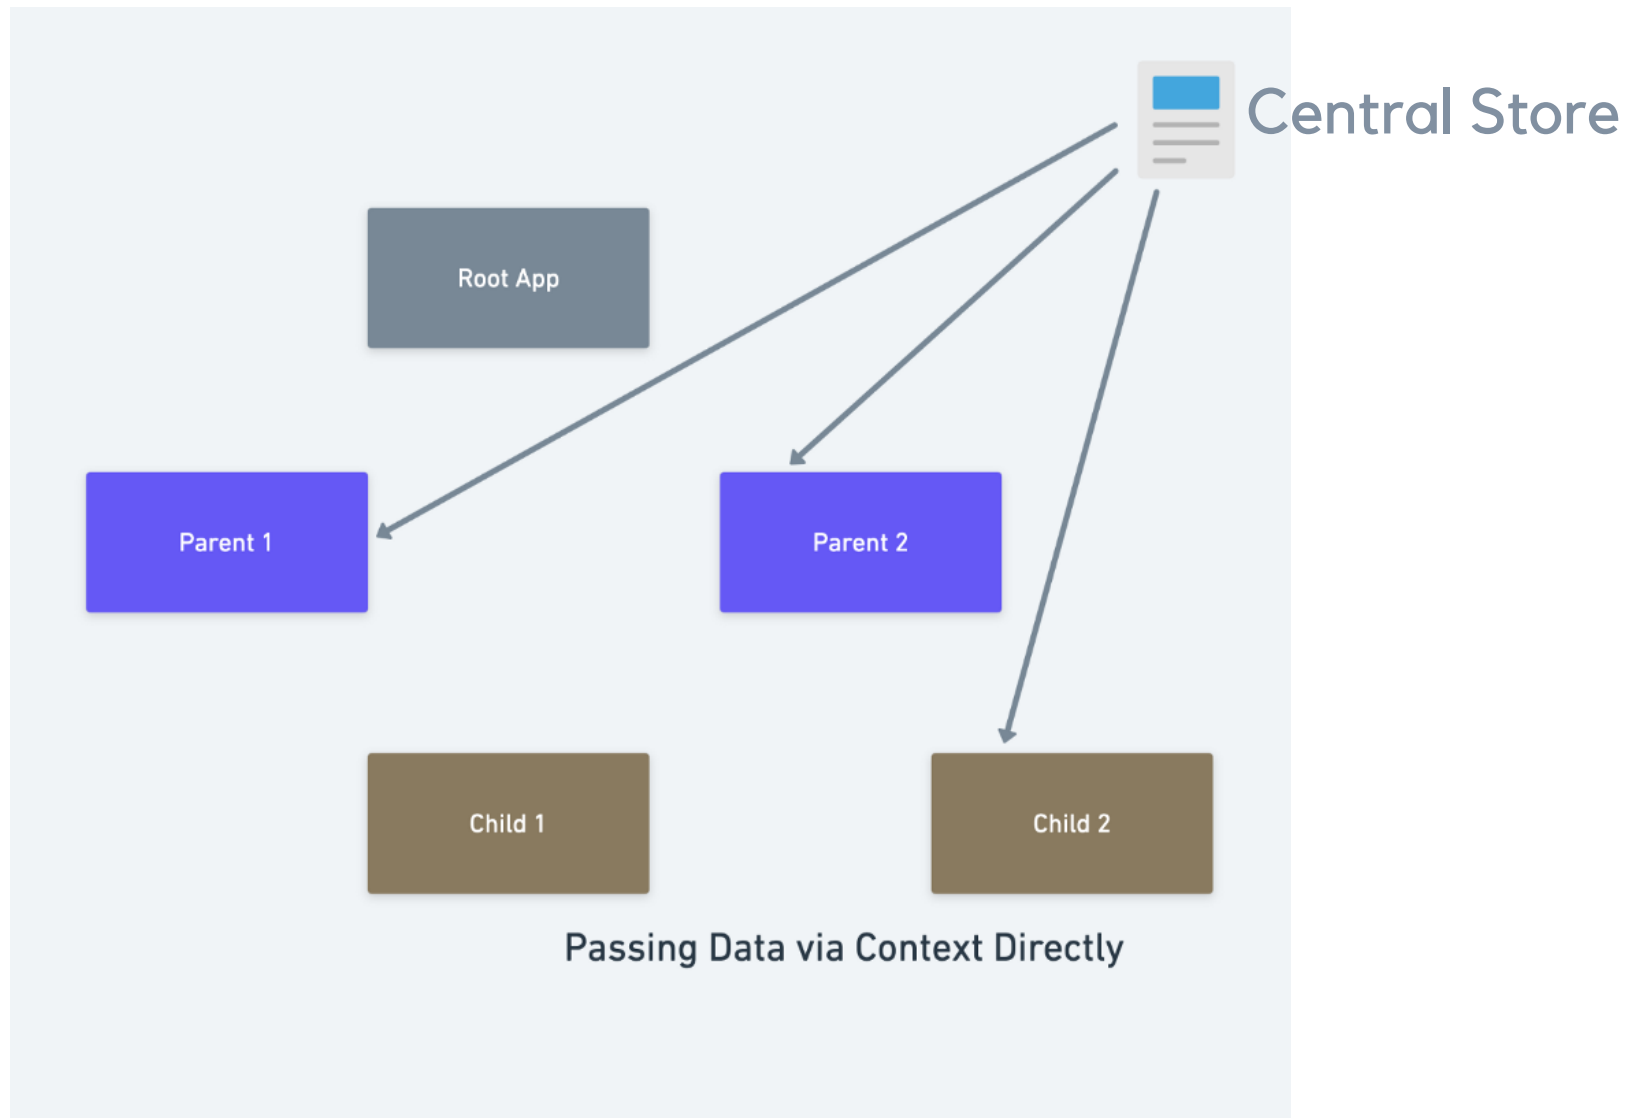 Central Store
Root App
Parent 1
Parent 2
Child 1
Child 2
Passing Data via Context Directly